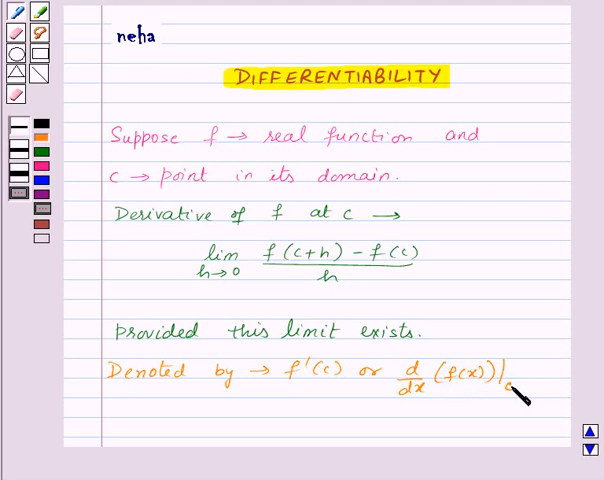 neha
DIFFERENTIABILITY
Suppose f → real function and
c → point in its domain.
Derivative of f at c →
lim h→0 f(c+h) - f(c) / h
provided this limit exists.
Denoted by → f'(c) or d/dx (f(x))|c